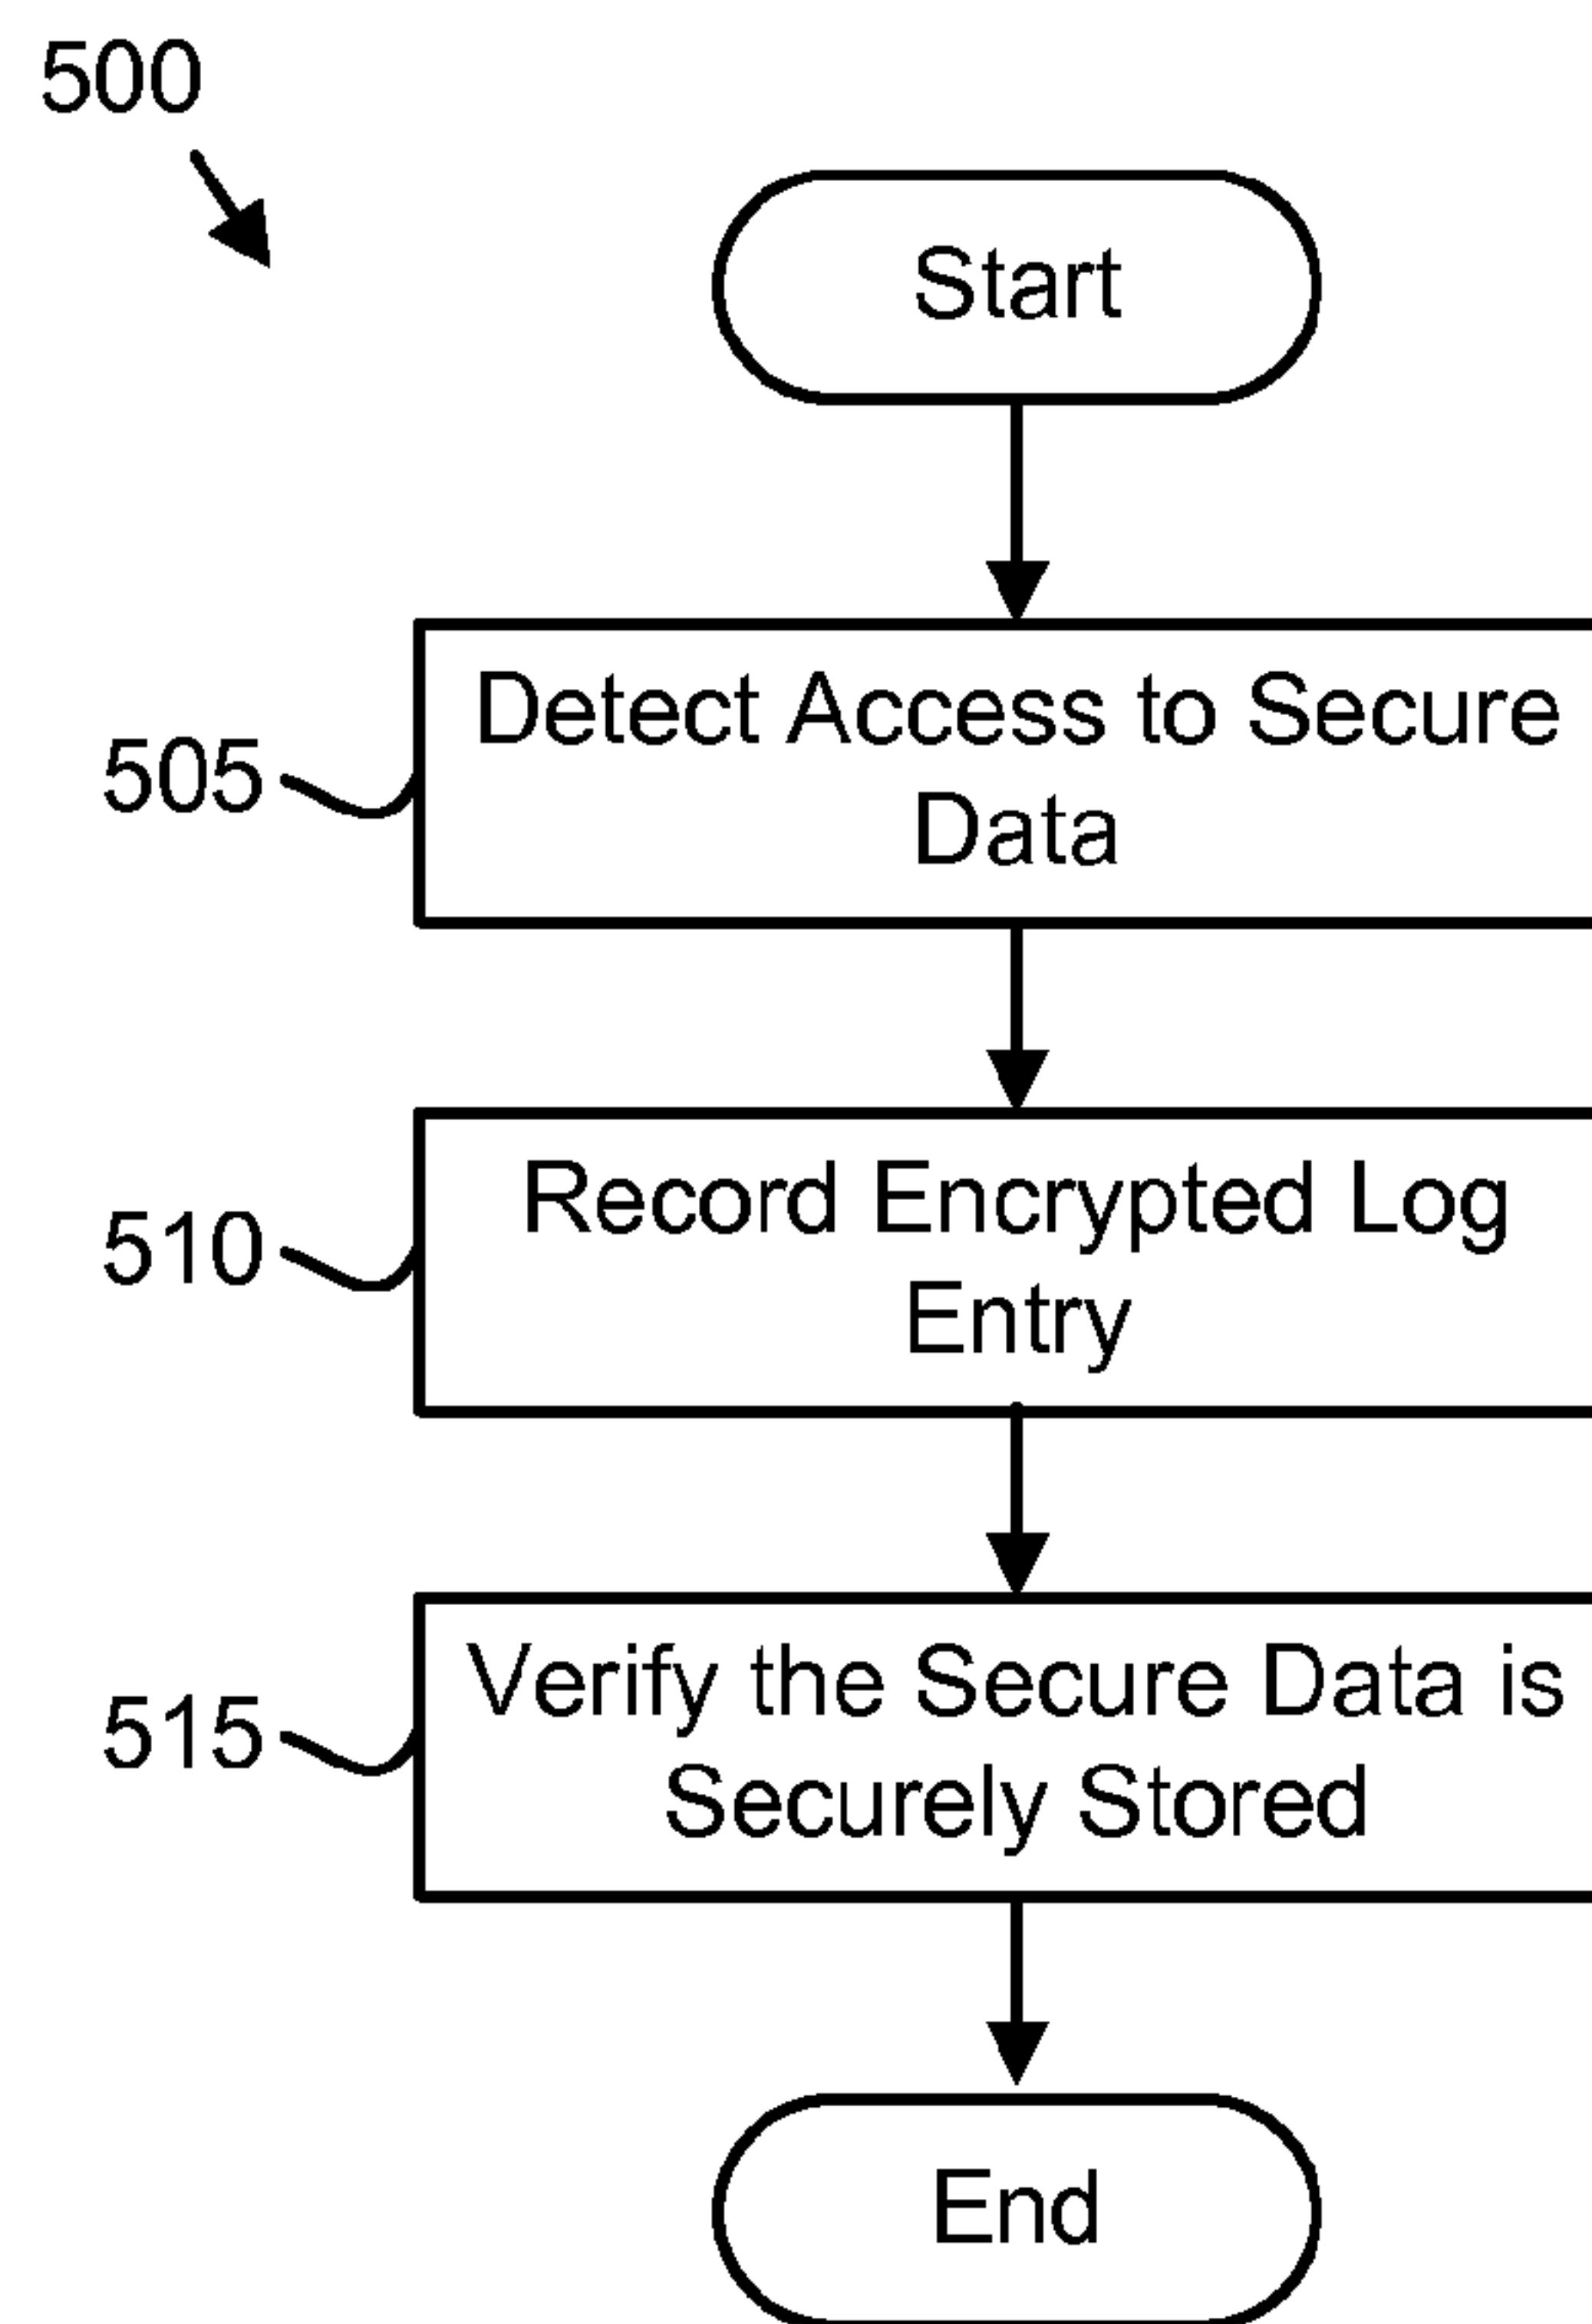 500
Start
505
Detect Access to Secure
Data
510
Record Encrypted Log
Entry
515
Verify the Secure Data is
Securely Stored
End